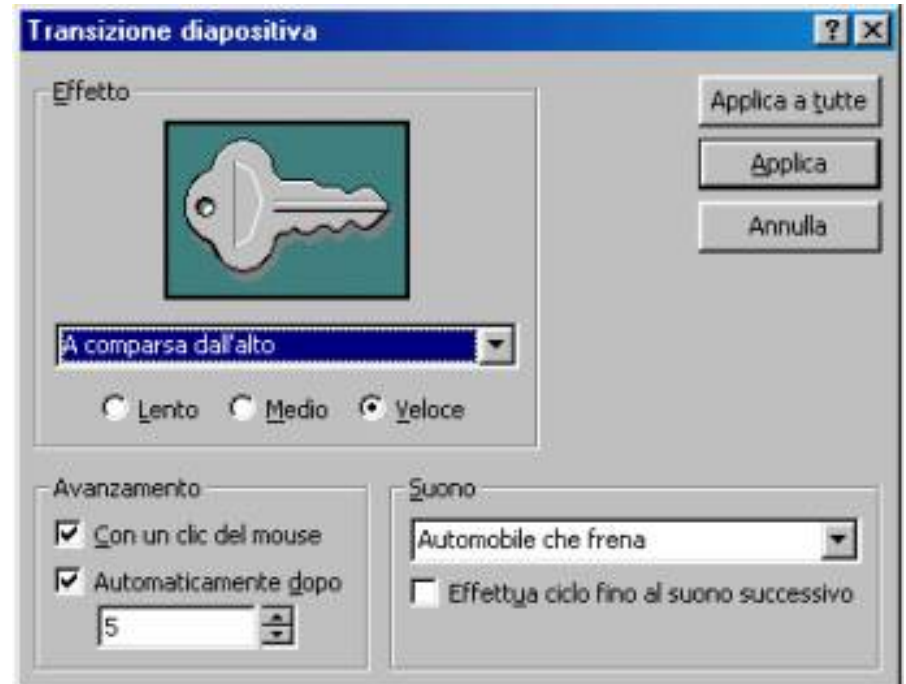 Transizione diapositiva
Effetto
A comparsa dall'alto
Lento Medio Veloce
Applica a tutte
Applica
Annulla
Avanzamento
Con un clic del mouse
Automaticamente dopo
5
Suono
Automobile che frena
Effettua ciclo fino al suono successivo